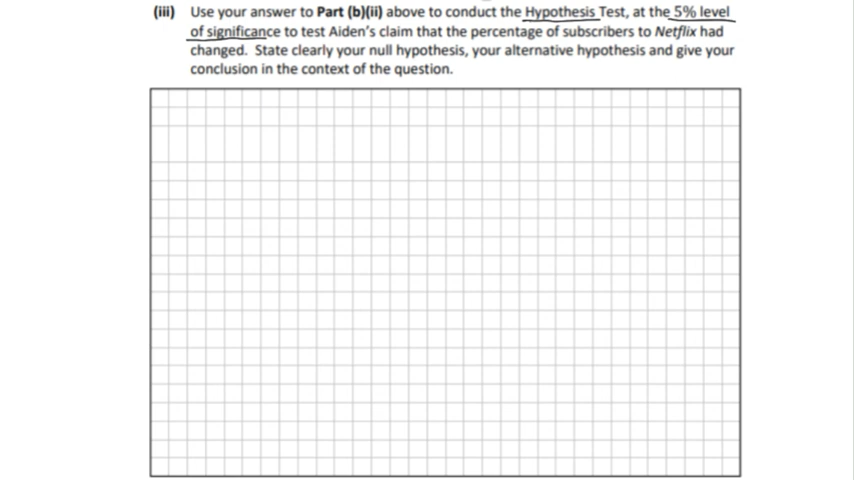 (iii) Use your answer to Part (b)(ii) above to conduct the Hypothesis Test, at the 5% level
of significance to test Aiden's claim that the percentage of subscribers to Netflix had
changed. State clearly your null hypothesis, your alternative hypothesis and give your
conclusion in the context of the question.